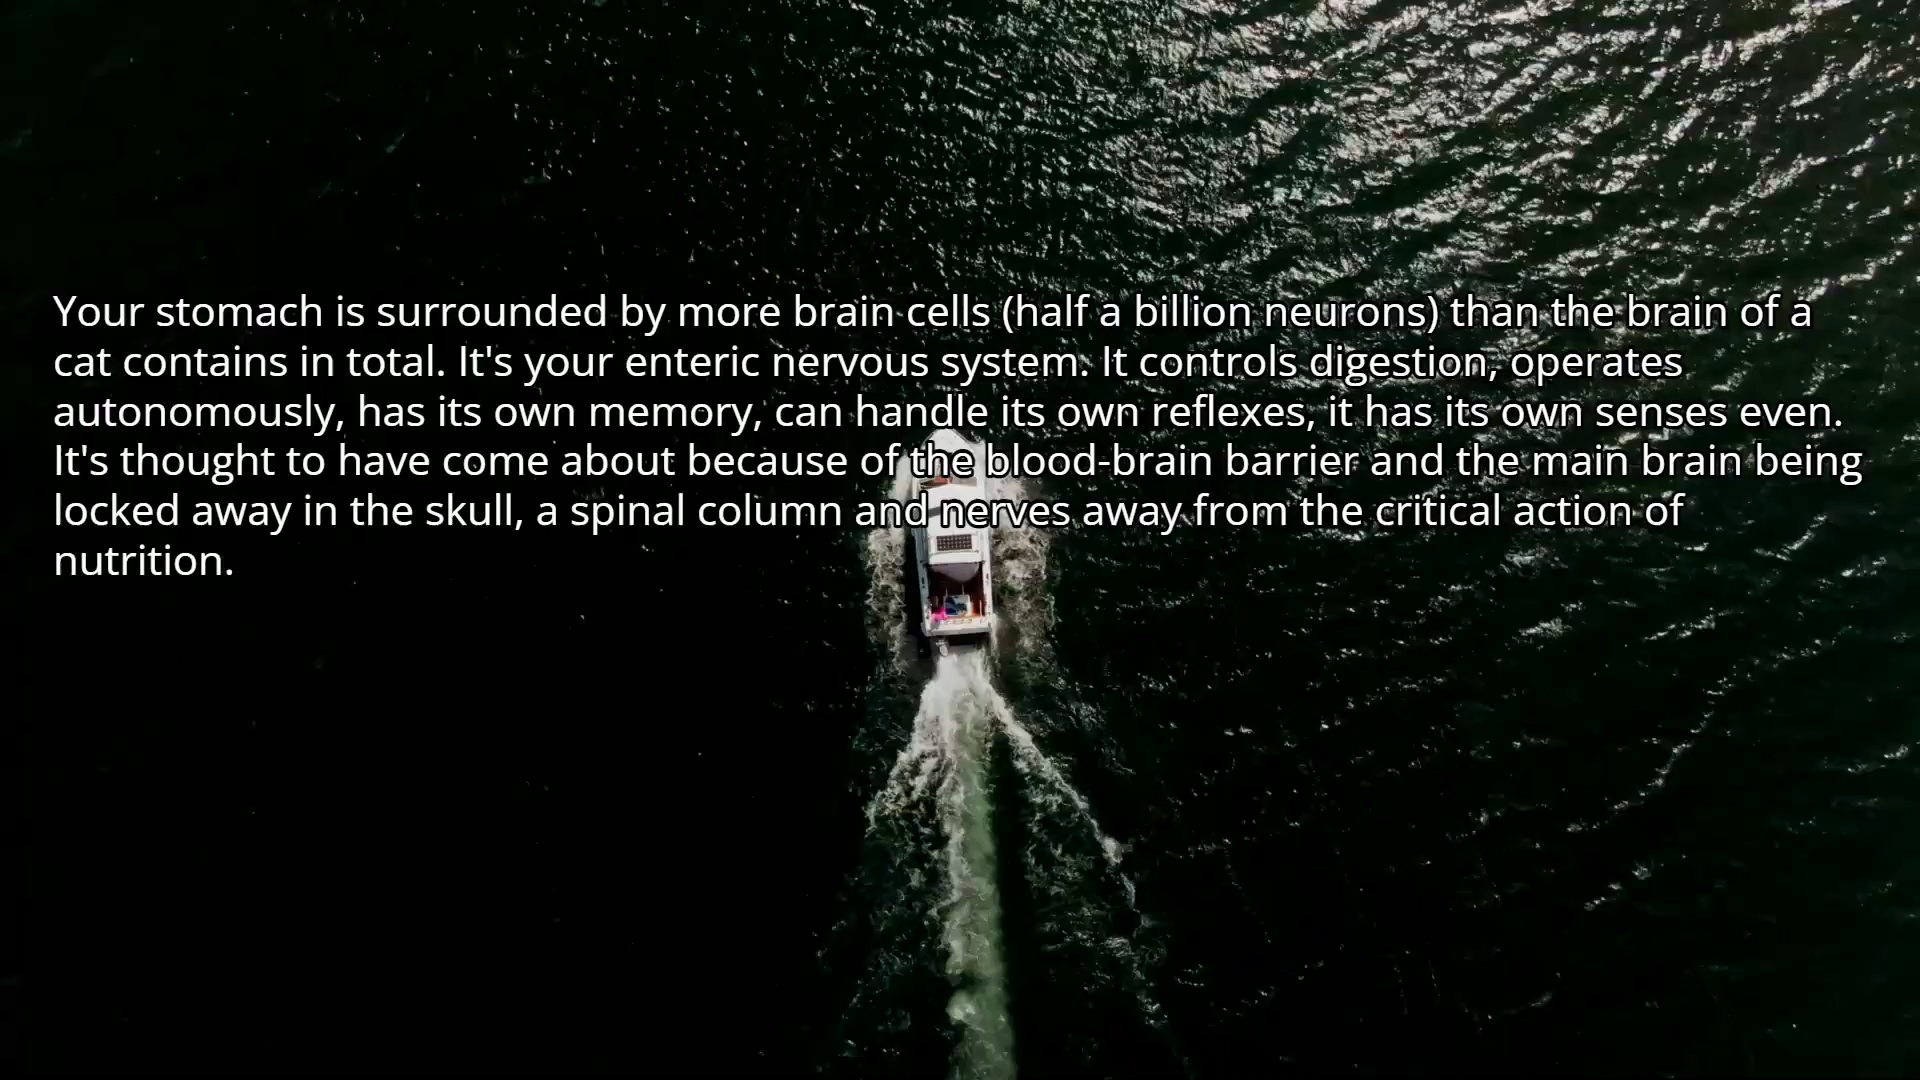 Your stomach is surrounded by more brain cells (half a billion neurons) than the brain of a
cat contains in total. It's your enteric nervous system. It controls digestion, operates
autonomously, has its own memory, can handle its own reflexes, it has its own senses even.
It's thought to have come about because of the blood-brain barrier and the main brain being
locked away in the skull, a spinal column and nerves away from the critical action of
nutrition.